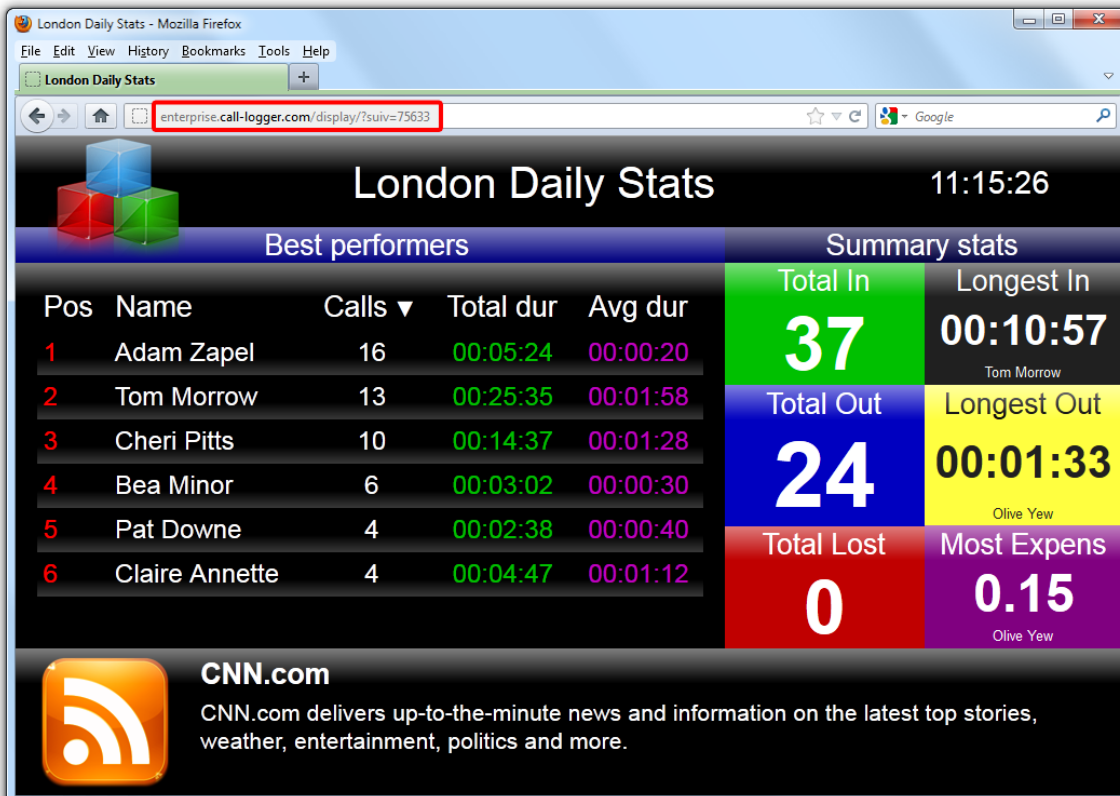 London Daily Stats - Mozilla Firefox
File Edit View History Bookmarks Tools Help
London Daily Stats +
enterprise.call-logger.com/display/?suiv=75633 Google
London Daily Stats 11:15:26
Best performers
Pos Name Calls ▼ Total dur Avg dur
1 Adam Zapel 16 00:05:24 00:00:20
2 Tom Morrow 13 00:25:35 00:01:58
3 Cheri Pitts 10 00:14:37 00:01:28
4 Bea Minor 6 00:03:02 00:00:30
5 Pat Downe 4 00:02:38 00:00:40
6 Claire Annette 4 00:04:47 00:01:12
Summary stats
Total In
37
Longest In
00:10:57
Tom Morrow
Total Out
24
Longest Out
00:01:33
Olive Yew
Total Lost
0
Most Expens
0.15
Olive Yew
CNN.com
CNN.com delivers up-to-the-minute news and information on the latest top stories,
weather, entertainment, politics and more.